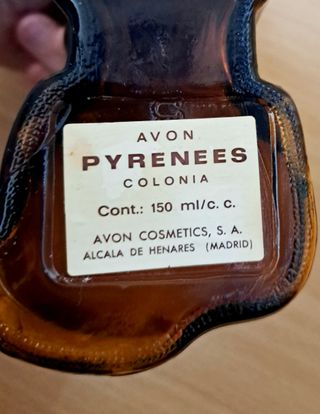 AVON
PYRENEES
COLONIA
Cont.: 150 ml/c. c.
AVON COSMETICS, S. A.
ALCALA DE HENARES (MADRID)